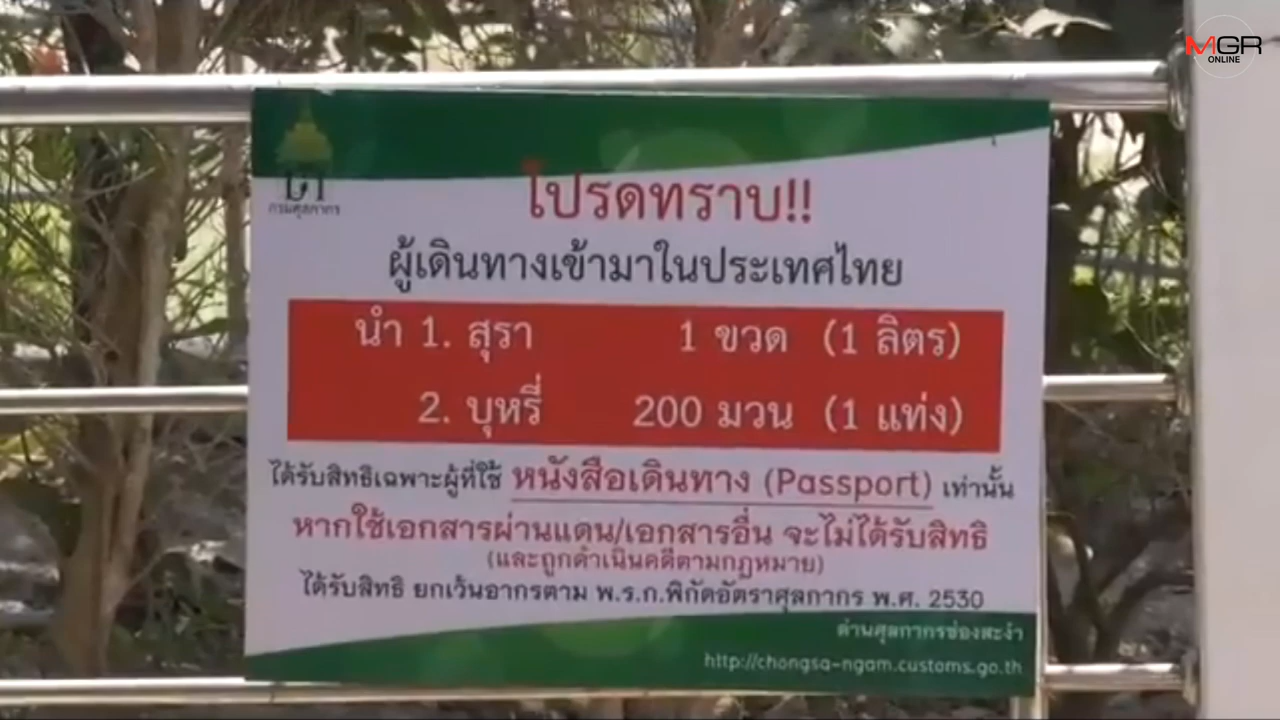 MGR
ONLINE
กรมศุลกากร
โปรดทราบ!!
ผู้เดินทางเข้ามาในประเทศไทย
นำ 1. สุรา 1 ขวด (1 ลิตร)
2. บุหรี่ 200 มวน (1 แท่ง)
ได้รับสิทธิเฉพาะผู้ที่ใช้ หนังสือเดินทาง (Passport) เท่านั้น
หากใช้เอกสารผ่านแดน/เอกสารอื่น จะไม่ได้รับสิทธิ
(และถูกดำเนินคดีตามกฎหมาย)
ได้รับสิทธิ ยกเว้นอากรตาม พ.ร.ก.พิกัดอัตราศุลกากร พ.ศ. 2530
ด่านศุลกากรช่องสะงำ
http://chongsa-ngam.customs.go.th